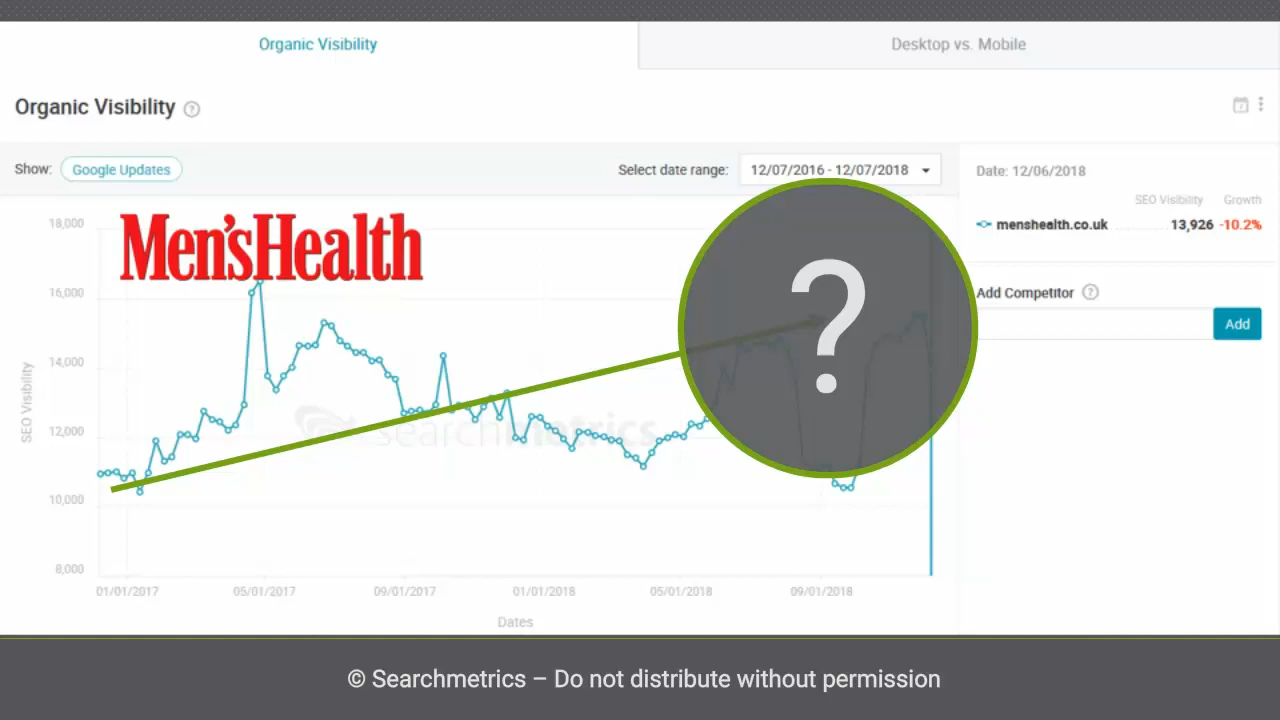 Organic Visibility
Desktop vs. Mobile
Organic Visibility ?
Show: Google Updates
Select date range: 12/07/2016 - 12/07/2018
Date: 12/06/2018
SEO Visibility Growth
menshealth.co.uk 13,926 -10.2%
Add Competitor ?
Add
Men'sHealth
?
18,000
16,000
14,000
12,000
10,000
8,000
SEO Visibility
searchmetrics
01/01/2017 05/01/2017 09/01/2017 01/01/2018 05/01/2018 09/01/2018
Dates
© Searchmetrics – Do not distribute without permission